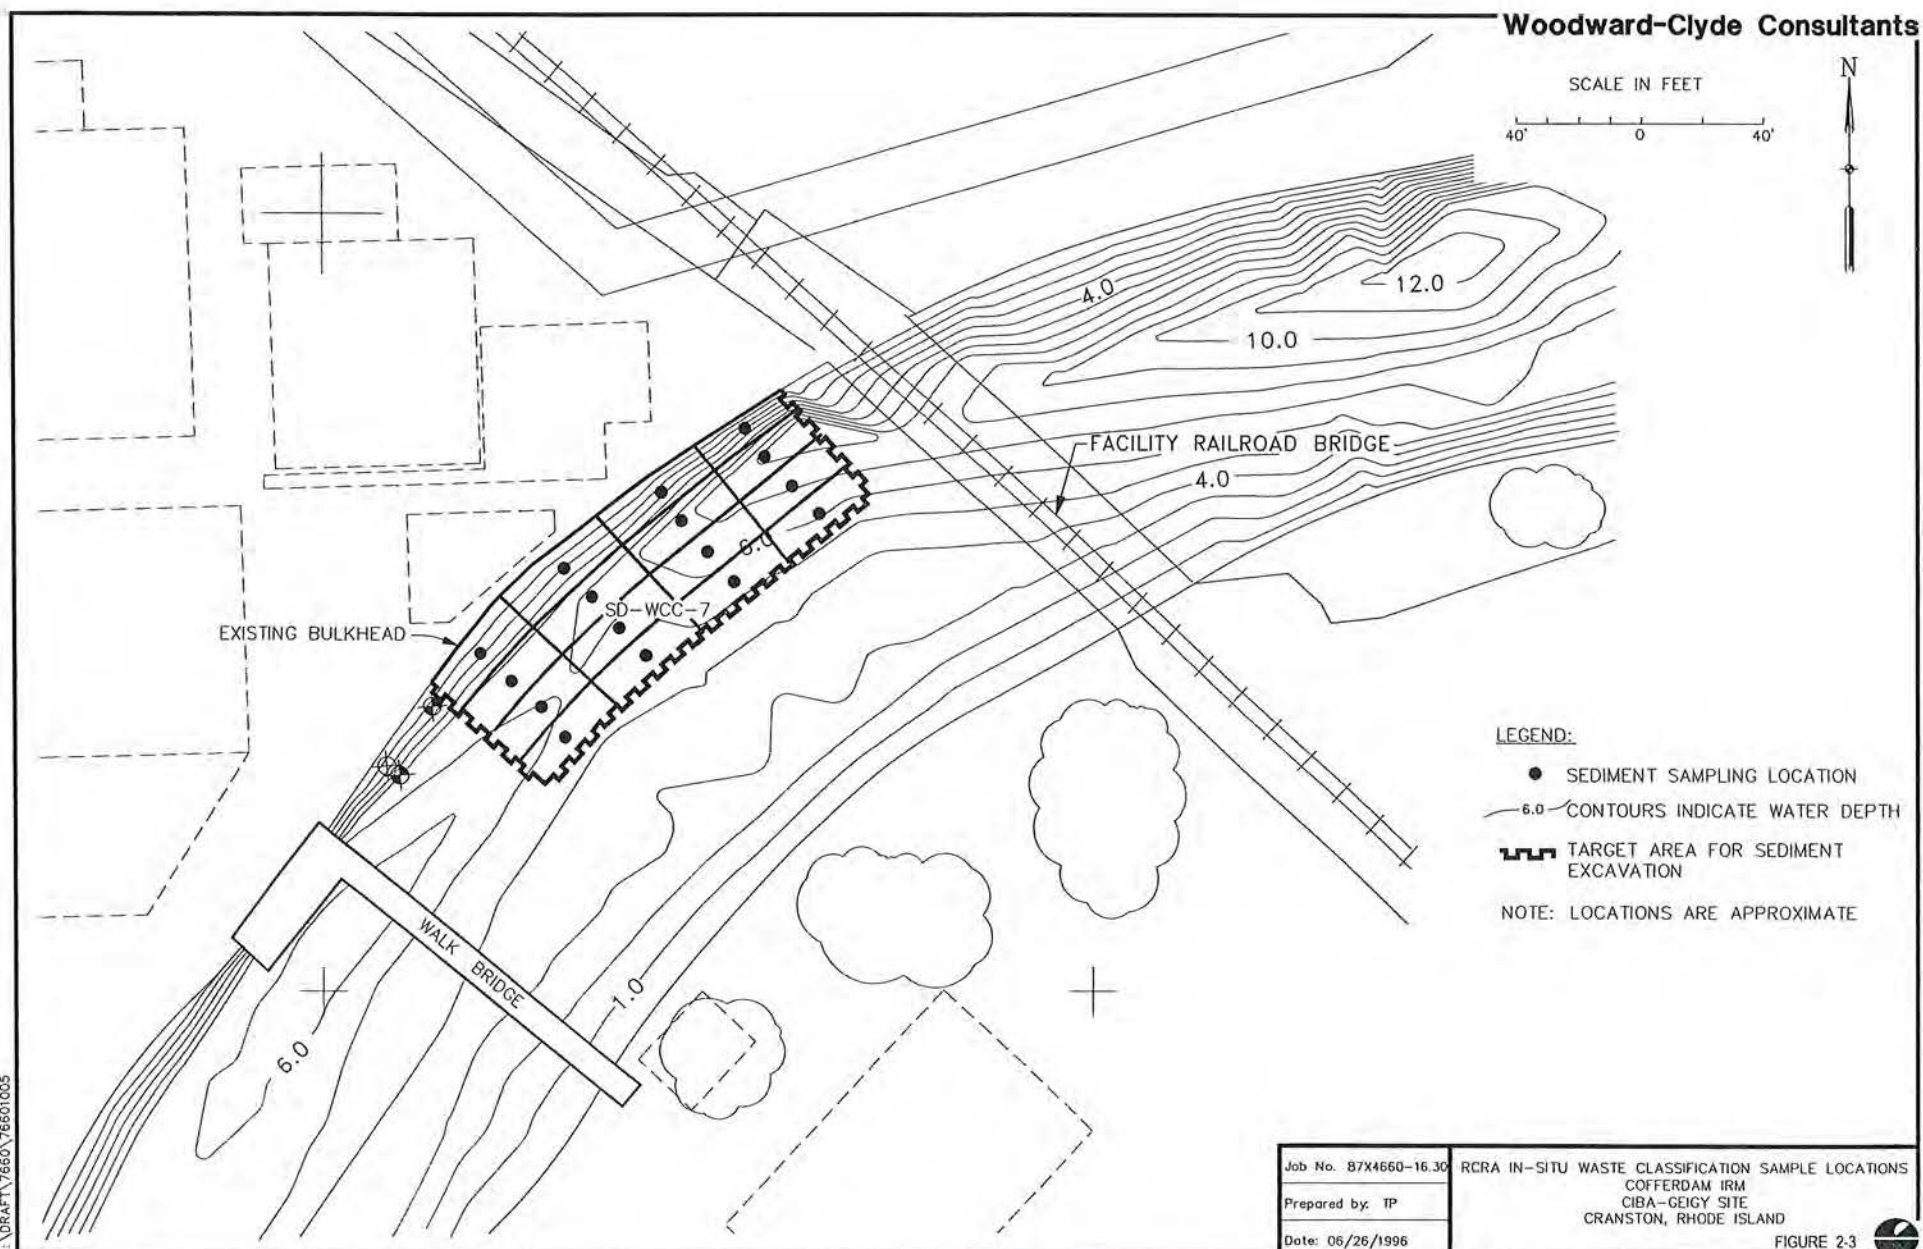 Woodward-Clyde Consultants
SCALE IN FEET
N
40' 0 40'
4.0
12.0
10.0
FACILITY RAILROAD BRIDGE
4.0
6.0
SD-WCC-7
EXISTING BULKHEAD
LEGEND:
SEDIMENT SAMPLING LOCATION
6.0 CONTOURS INDICATE WATER DEPTH
TARGET AREA FOR SEDIMENT
EXCAVATION
NOTE: LOCATIONS ARE APPROXIMATE
WALK BRIDGE
1.0
6.0
:\DRAFT\7660\76601005
Job No. 87X4660-16.30
Prepared by: TP
Date: 06/26/1996
RCRA IN-SITU WASTE CLASSIFICATION SAMPLE LOCATIONS
COFFERDAM IRM
CIBA-GEIGY SITE
CRANSTON, RHODE ISLAND
FIGURE 2-3